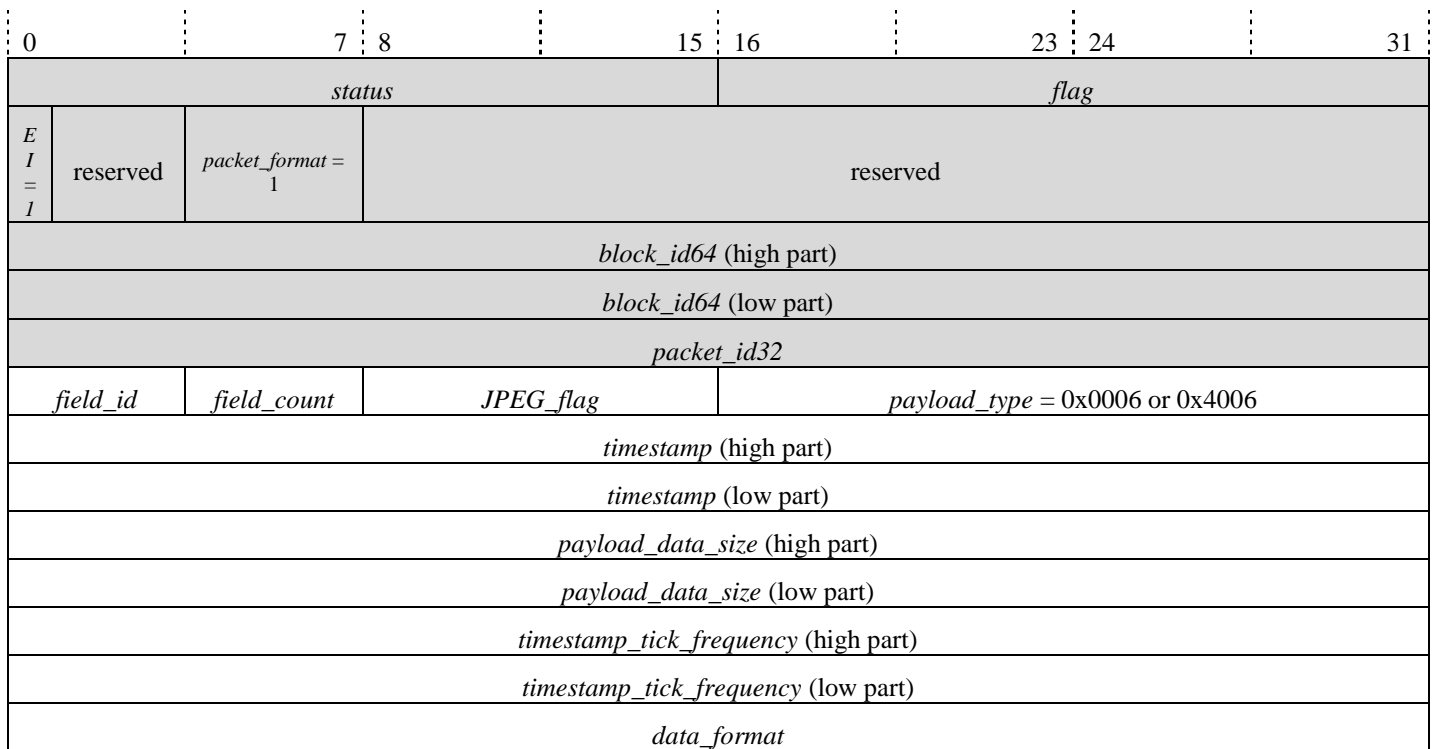 0 7 8 15 16 23 24 31
status flag
E
I
=
1
reserved
packet_format =
1
reserved
block_id64 (high part)
block_id64 (low part)
packet_id32
field_id field_count JPEG_flag payload_type = 0x0006 or 0x4006
timestamp (high part)
timestamp (low part)
payload_data_size (high part)
payload_data_size (low part)
timestamp_tick_frequency (high part)
timestamp_tick_frequency (low part)
data_format